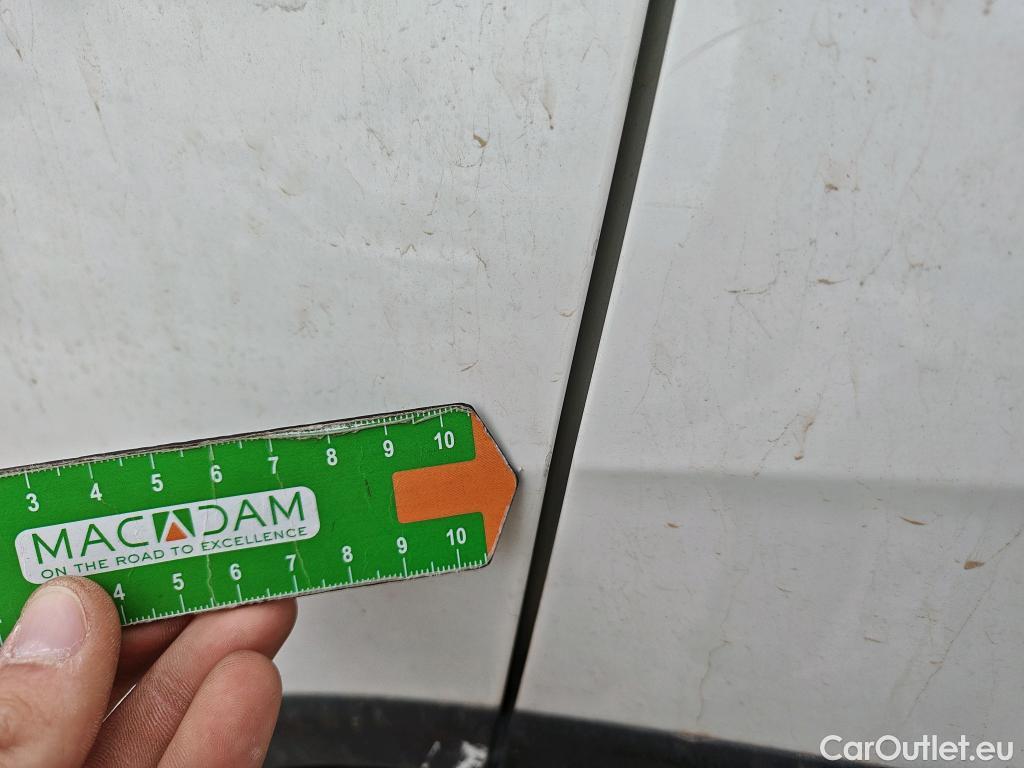 3 4 5 6 7 8 9 10
MACADAM
ON THE ROAD TO EXCELLENCE
4 5 6 7 8 9 10
CarOutlet.eu